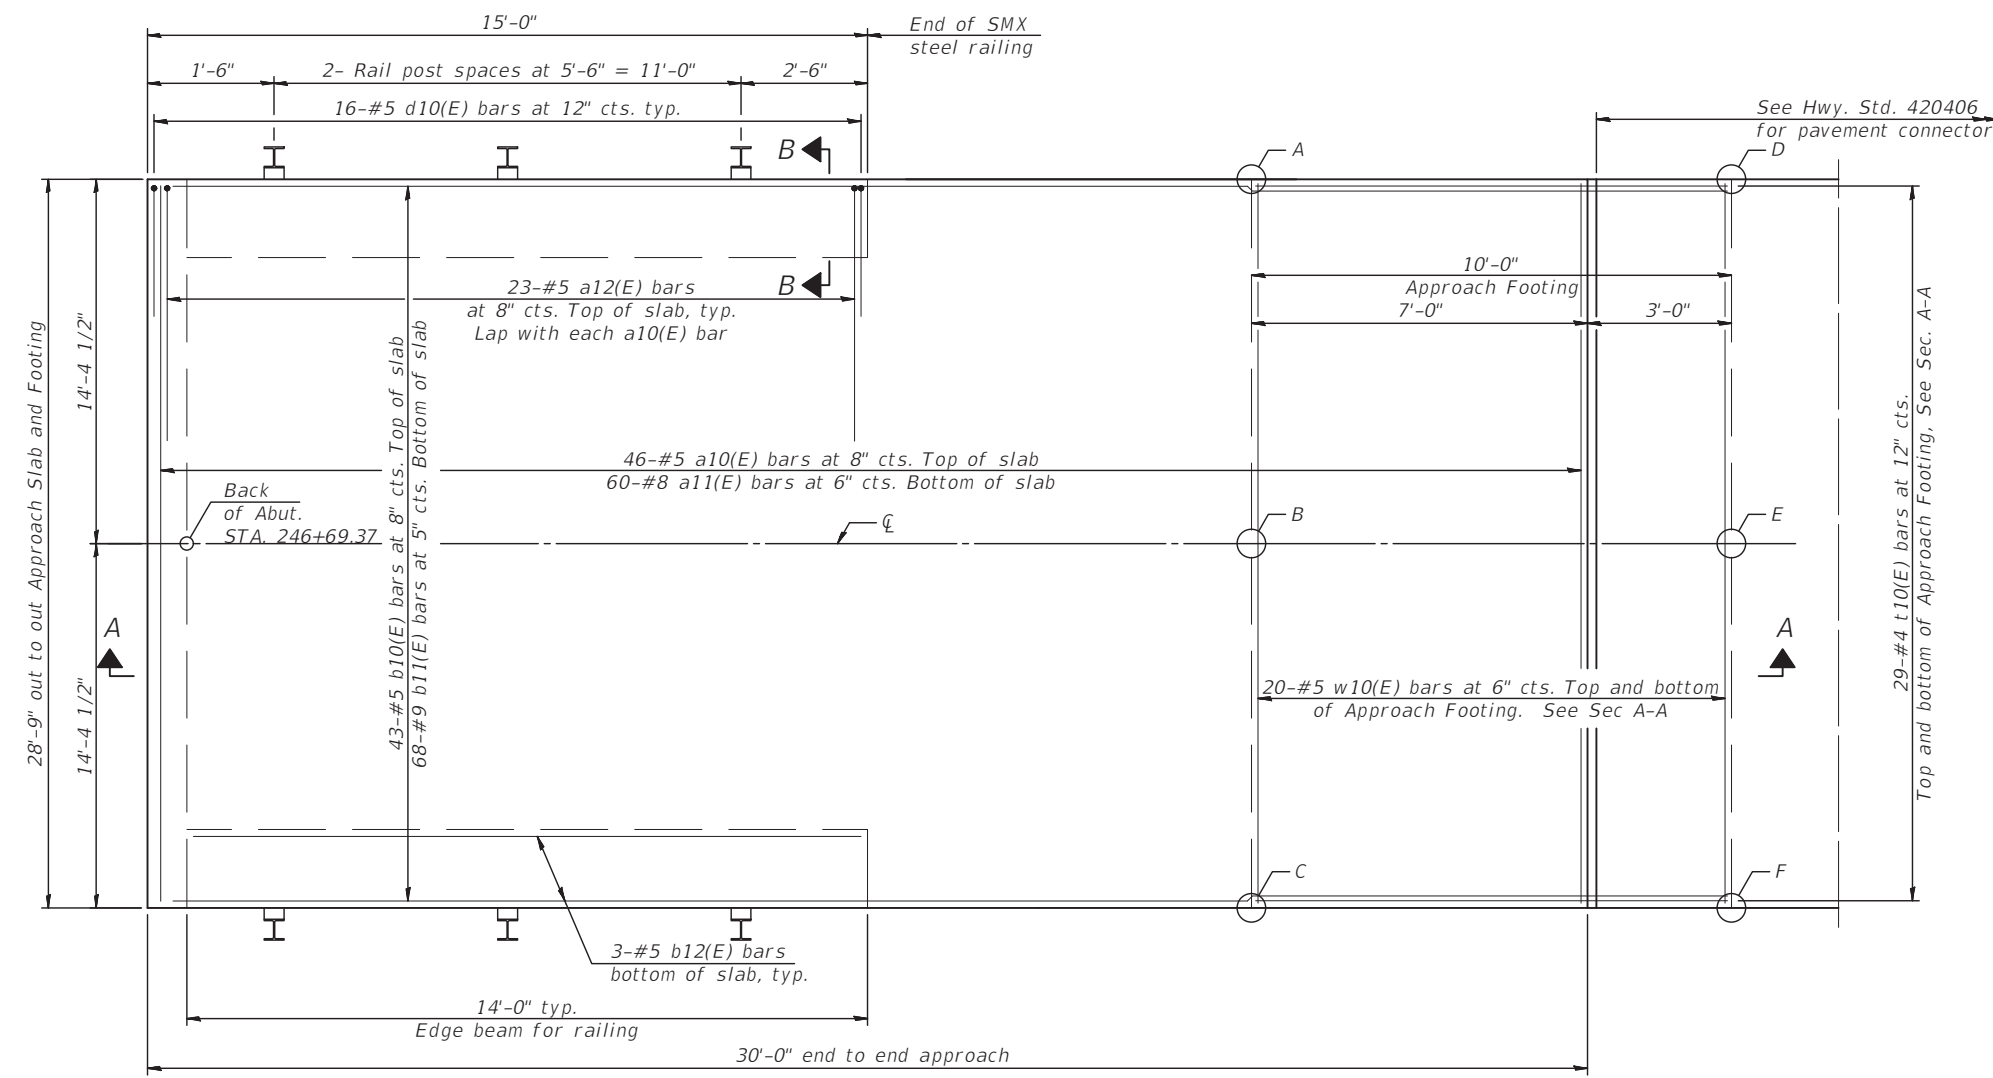 15'-0"
End of SMX
steel railing
1'-6"
2- Rail post spaces at 5'-6" = 11'-0"
2'-6"
16-#5 d10(E) bars at 12" cts. typ.
See Hwy. Std. 420406
for pavement connector
B
A
D
10'-0"
Approach Footing
7'-0"
3'-0"
B
23-#5 a12(E) bars
at 8" cts. Top of slab, typ.
Lap with each a10(E) bar
28'-9" out to out Approach Slab and Footing
14'-4 1/2"
14'-4 1/2"
43-#5 b10(E) bars at 8" cts. Top of slab
68-#9 b11(E) bars at 5" cts. Bottom of slab
46-#5 a10(E) bars at 8" cts. Top of slab
60-#8 a11(E) bars at 6" cts. Bottom of slab
Back
of Abut.
STA. 246+69.37
℄
B
E
29-#4 t10(E) bars at 12" cts.
Top and bottom of Approach Footing, See Sec. A-A
A
A
20-#5 w10(E) bars at 6" cts. Top and bottom
of Approach Footing. See Sec A-A
C
F
3-#5 b12(E) bars
bottom of slab, typ.
14'-0" typ.
Edge beam for railing
30'-0" end to end approach